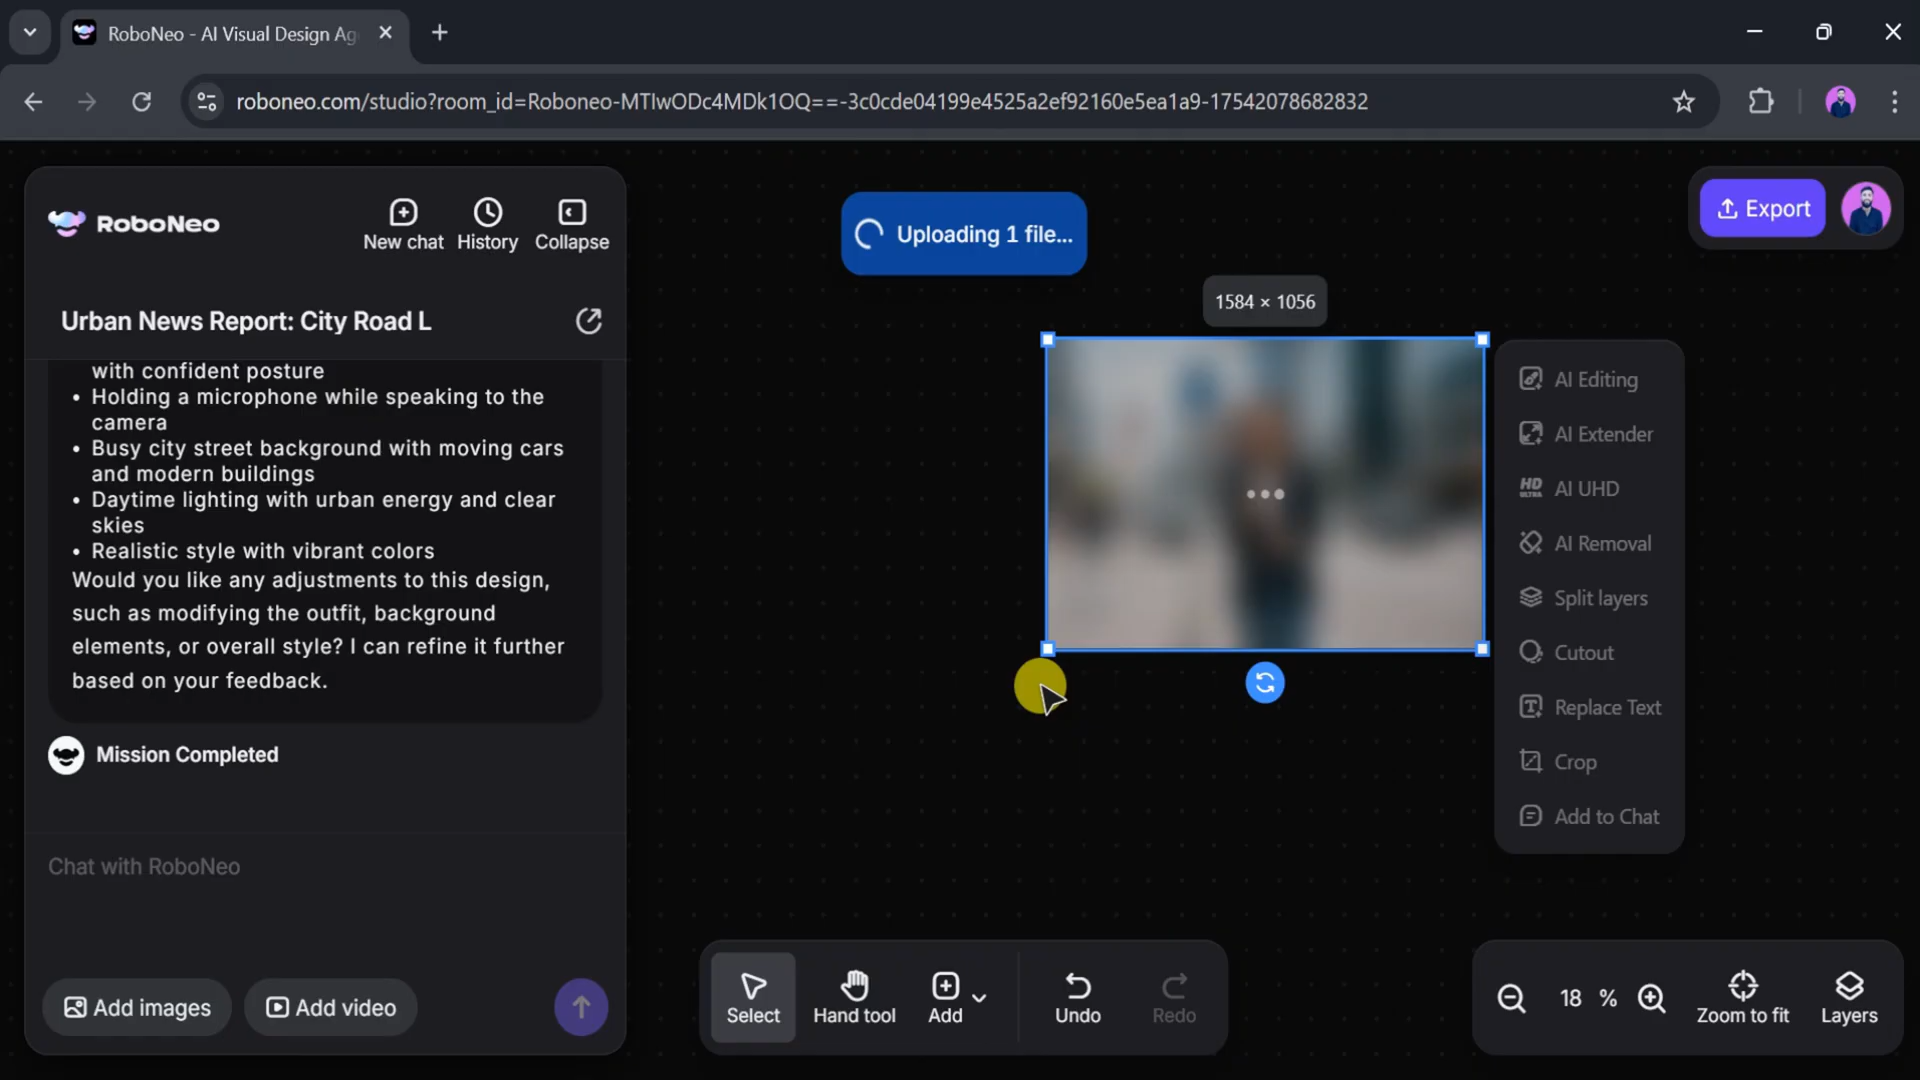 RoboNeo - AI Visual Design Ag
roboneo.com/studio?room_id=Roboneo-MTIwODc4MDk1OQ==-3c0cde04199e4525a2ef92160e5ea1a9-17542078682832
RoboNeo
New chat
History
Collapse
Urban News Report: City Road L
with confident posture
• Holding a microphone while speaking to the
camera
• Busy city street background with moving cars
and modern buildings
• Daytime lighting with urban energy and clear
skies
• Realistic style with vibrant colors
Would you like any adjustments to this design,
such as modifying the outfit, background
elements, or overall style? I can refine it further
based on your feedback.
Mission Completed
Chat with RoboNeo
Add images
Add video
Uploading 1 file...
Export
1584 × 1056
AI Editing
AI Extender
HD ULTRA AI UHD
AI Removal
Split layers
Cutout
Replace Text
Crop
Add to Chat
Select
Hand tool
Add
Undo
Redo
18 %
Zoom to fit
Layers